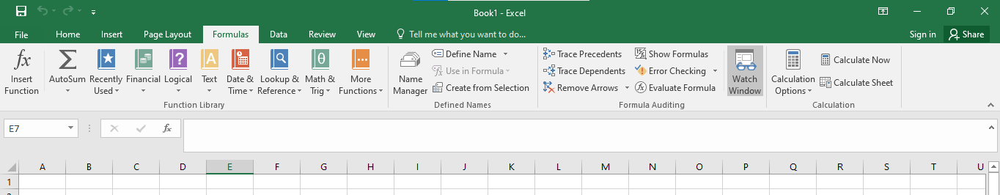 Book1 - Excel
File Home Insert Page Layout Formulas Data Review View Tell me what you want to do... Sign in Share
fx Insert Function
Σ AutoSum
Recently Used
Financial
? Logical
A Text
Date & Time
Lookup & Reference
θ Math & Trig
More Functions
Function Library
Name Manager
Define Name
fx Use in Formula
Create from Selection
Defined Names
Trace Precedents
Trace Dependents
Remove Arrows
Show Formulas
Error Checking
fx Evaluate Formula
Watch Window
Formula Auditing
Calculation Options
Calculate Now
Calculate Sheet
Calculation
E7 fx
A B C D E F G H I J K L M N O P Q R S T U
1